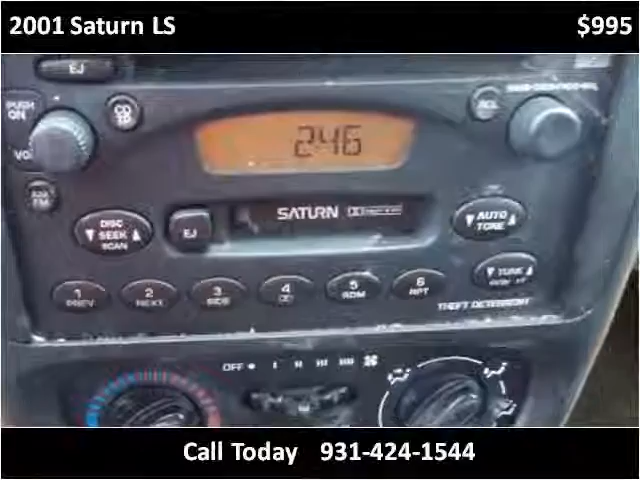 2001 Saturn LS $995
EJ
PUSH ON
CD TP
246
VOL
AM FM
DISC
SEEK
SCAN
EJ
SATURN
AUTO
TONE
TUNE
1 PREV
2 NEXT
3 SIDE
4
5 RDM
6 RPT
THEFT DETERRENT
OFF
Call Today 931-424-1544